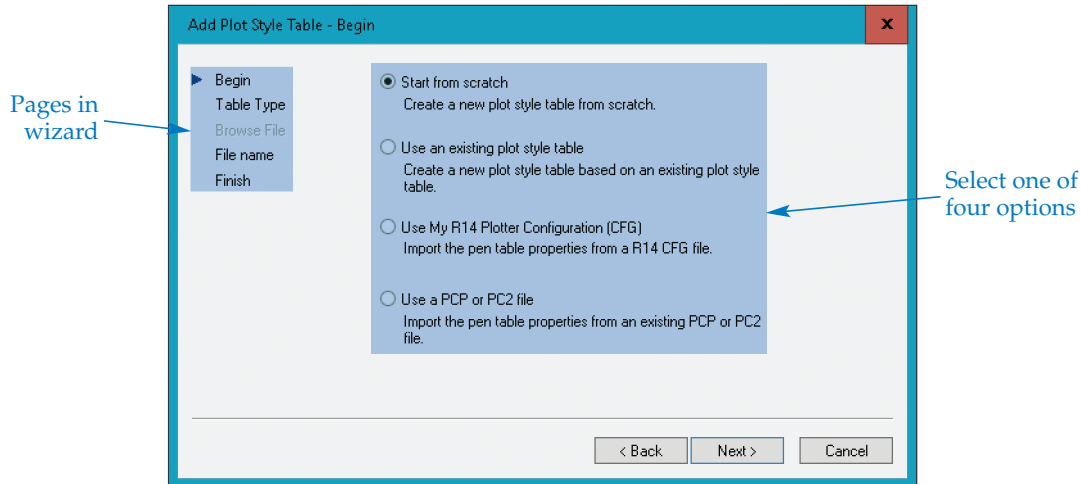 Add Plot Style Table - Begin
x
Pages in
wizard
Begin
Table Type
Browse File
File name
Finish
Start from scratch
Create a new plot style table from scratch.
Use an existing plot style table
Create a new plot style table based on an existing plot style
table.
Use My R14 Plotter Configuration (CFG)
Import the pen table properties from a R14 CFG file.
Use a PCP or PC2 file
Import the pen table properties from an existing PCP or PC2
file.
Select one of
four options
< Back
Next >
Cancel